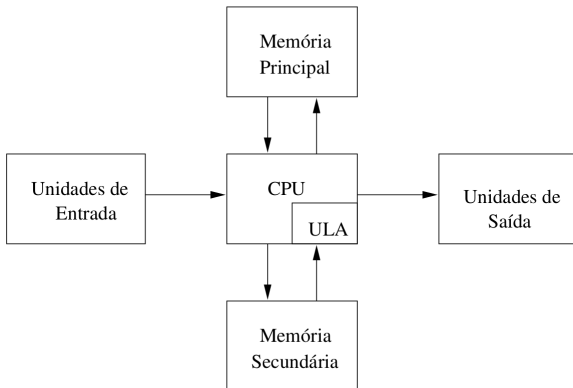 Memória
Principal
Unidades de
Entrada
CPU
ULA
Unidades de
Saída
Memória
Secundária